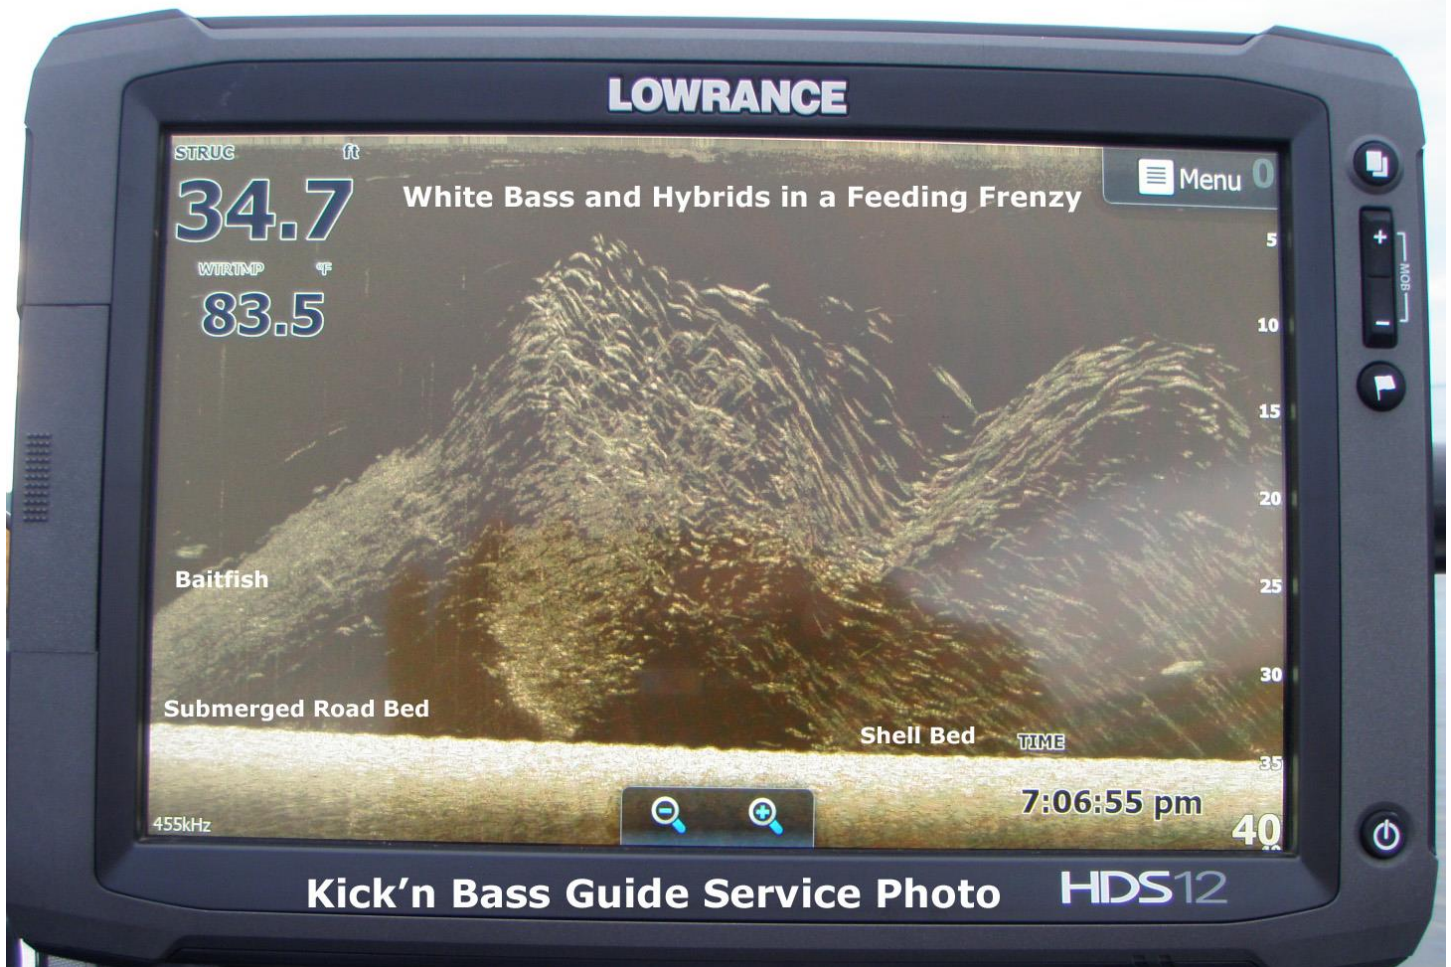 LOWRANCE
STRUC ft
34.7
WTRTMP °F
83.5
White Bass and Hybrids in a Feeding Frenzy
Menu
0
5
10
15
20
25
30
35
40
MOB
+
−
Baitfish
Submerged Road Bed
Shell Bed
TIME
7:06:55 pm
455kHz
Kick'n Bass Guide Service Photo
HDS12